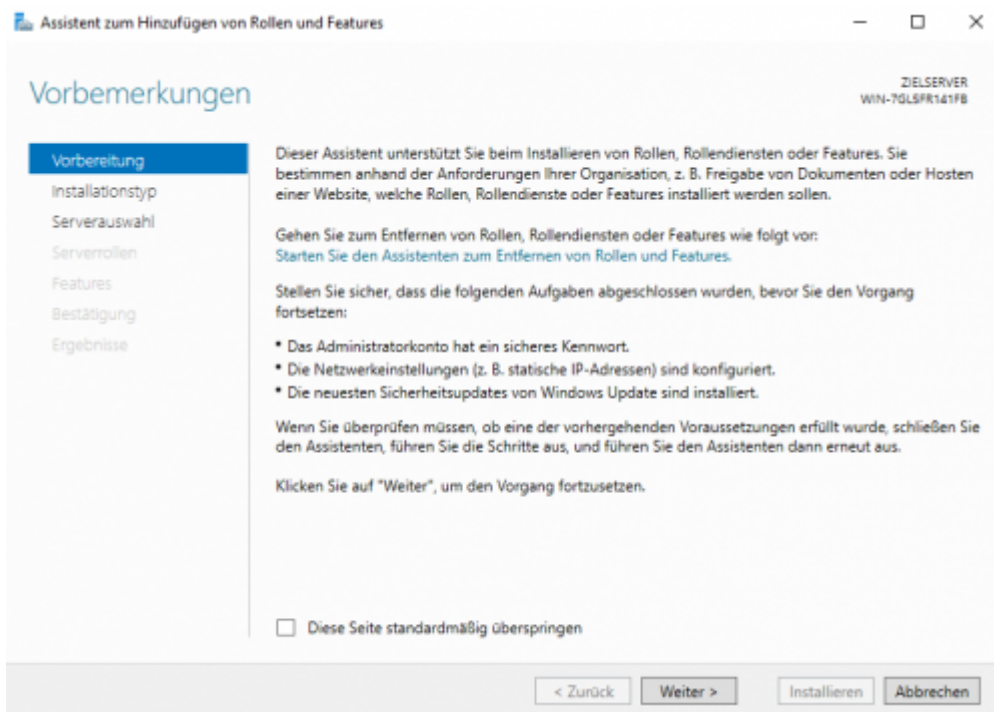 Assistent zum Hinzufügen von Rollen und Features
Vorbemerkungen
ZIELSERVER
WIN-7GLSFR141FB
Vorbereitung
Installationstyp
Serverauswahl
Serverrollen
Features
Bestätigung
Ergebnisse
Dieser Assistent unterstützt Sie beim Installieren von Rollen, Rollendiensten oder Features. Sie
bestimmen anhand der Anforderungen Ihrer Organisation, z. B. Freigabe von Dokumenten oder Hosten
einer Website, welche Rollen, Rollendienste oder Features installiert werden sollen.
Gehen Sie zum Entfernen von Rollen, Rollendiensten oder Features wie folgt vor:
Starten Sie den Assistenten zum Entfernen von Rollen und Features.
Stellen Sie sicher, dass die folgenden Aufgaben abgeschlossen wurden, bevor Sie den Vorgang
fortsetzen:
• Das Administratorkonto hat ein sicheres Kennwort.
• Die Netzwerkeinstellungen (z. B. statische IP-Adressen) sind konfiguriert.
• Die neuesten Sicherheitsupdates von Windows Update sind installiert.
Wenn Sie überprüfen müssen, ob eine der vorhergehenden Voraussetzungen erfüllt wurde, schließen Sie
den Assistenten, führen Sie die Schritte aus, und führen Sie den Assistenten dann erneut aus.
Klicken Sie auf "Weiter", um den Vorgang fortzusetzen.
Diese Seite standardmäßig überspringen
< Zurück
Weiter >
Installieren
Abbrechen